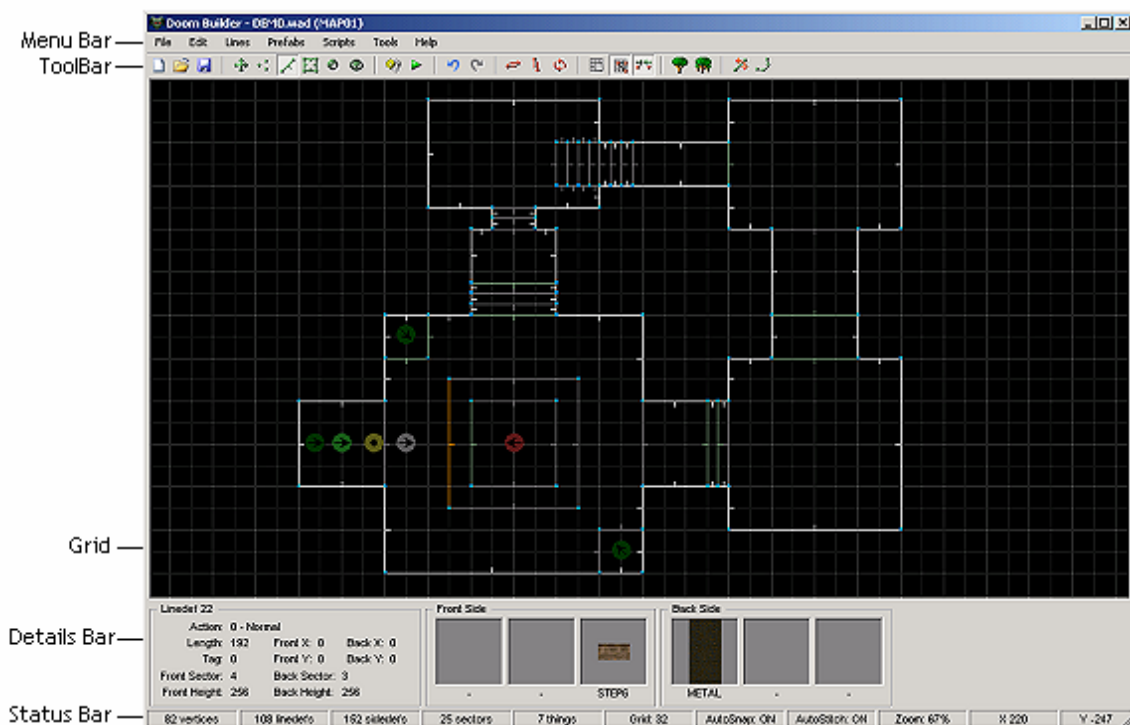 Doom Builder - DB40.wad (MAP01)
Menu Bar
File Edit Lines Prefabs Scripts Tools Help
ToolBar
Grid
Linedef 22
Action: 0 - Normal
Length: 192 Front X: 0 Back X: 0
Tag: 0 Front Y: 0 Back Y: 0
Front Sector: 4 Back Sector: 3
Front Height: 256 Back Height: 256
Front Side
- - STEP6
Back Side
METAL - -
Details Bar
Status Bar
82 vertices 108 linedefs 162 sidedefs 25 sectors 7 things Grid: 32 AutoSnap: ON AutoStitch: ON Zoom: 67% X 220 Y -247